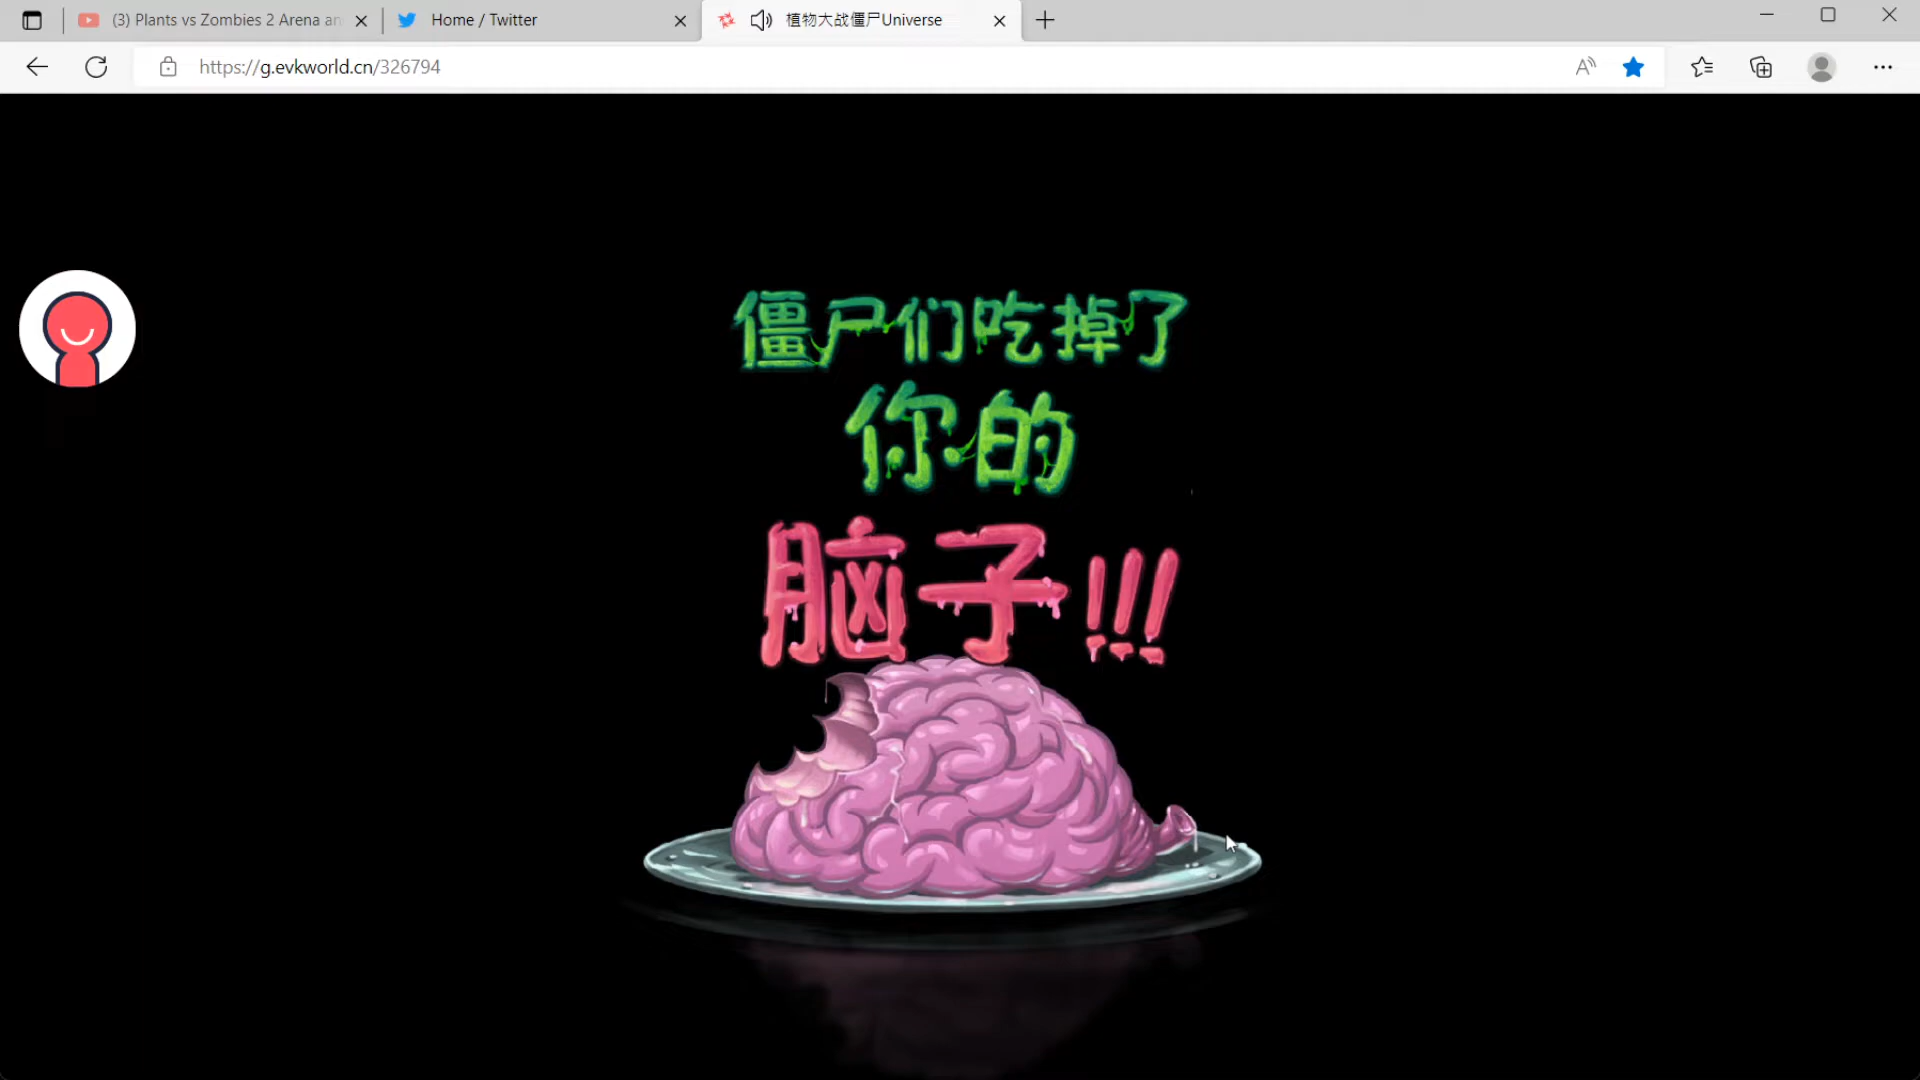 (3) Plants vs Zombies 2 Arena an
Home / Twitter
植物大战僵尸Universe
https://g.evkworld.cn/326794
僵尸们吃掉了
你的
脑子!!!